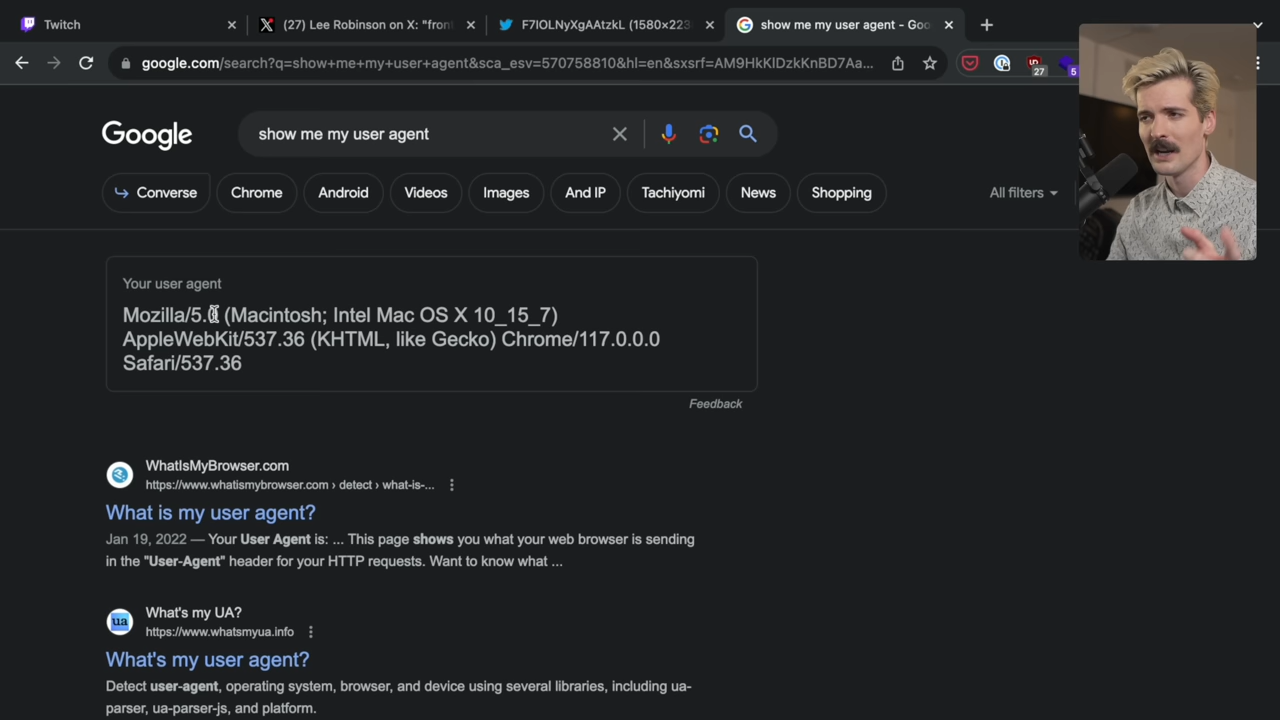 Twitch
(27) Lee Robinson on X: "front
F7IOLNyXgAAtzkL (1580×223
show me my user agent - Goo
google.com/search?q=show+me+my+user+agent&sca_esv=570758810&hl=en&sxsrf=AM9HkKlDzkKnBD7Aa...
27
5
Google
show me my user agent
Converse
Chrome
Android
Videos
Images
And IP
Tachiyomi
News
Shopping
All filters
Your user agent
Mozilla/5.0 (Macintosh; Intel Mac OS X 10_15_7)
AppleWebKit/537.36 (KHTML, like Gecko) Chrome/117.0.0.0
Safari/537.36
Feedback
WhatIsMyBrowser.com
https://www.whatismybrowser.com › detect › what-is-...
What is my user agent?
Jan 19, 2022 — Your User Agent is: ... This page shows you what your web browser is sending
in the "User-Agent" header for your HTTP requests. Want to know what ...
ua
What's my UA?
https://www.whatsmyua.info
What's my user agent?
Detect user-agent, operating system, browser, and device using several libraries, including ua-
parser, ua-parser-js, and platform.